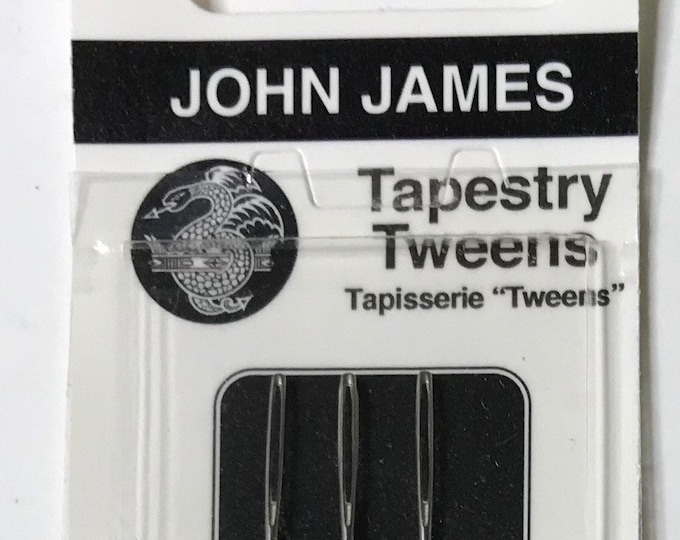 JOHN JAMES
Tapestry
Tweens
Tapisserie “Tweens”